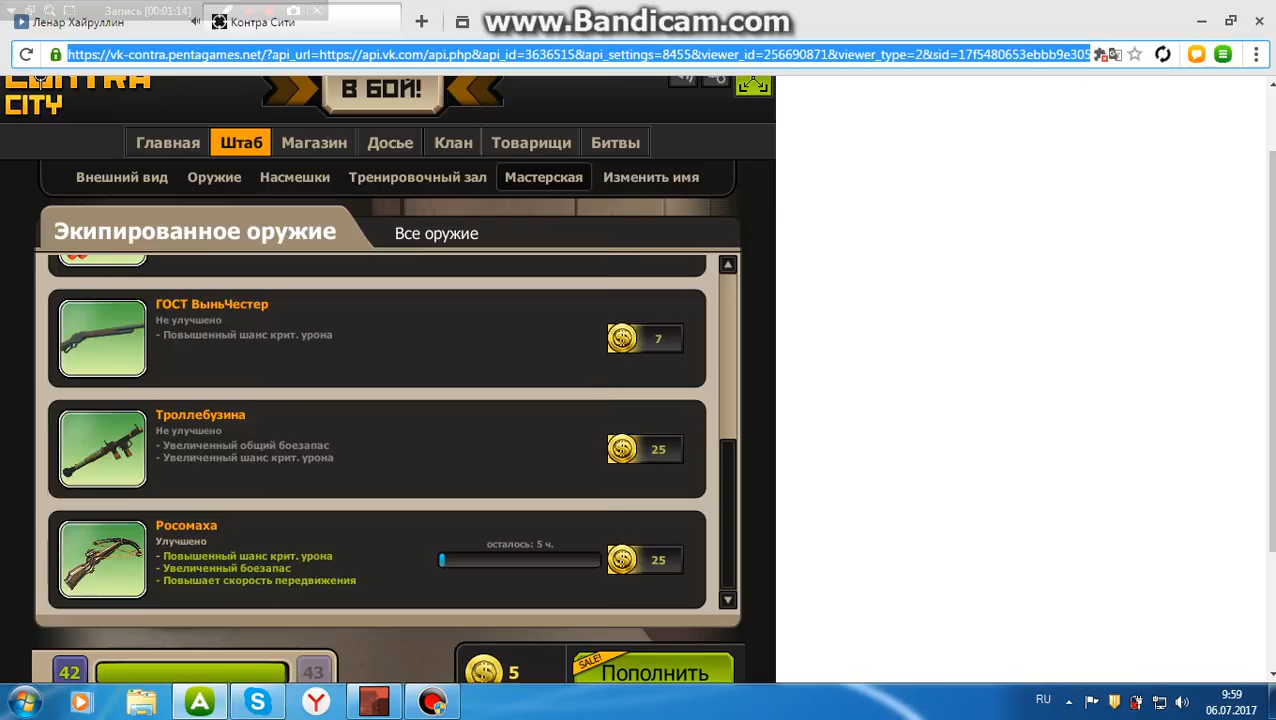 Запись [00:01:14]
www.Bandicam.com
Ленар Хайруллин
Контра Сити
https://vk-contra.pentagames.net/?api_url=https://api.vk.com/api.php&api_id=3636515&api_settings=8455&viewer_id=256690871&viewer_type=2&sid=17f5480653ebbb9e305
CONTRA
CITY
В БОЙ!
Главная Штаб Магазин Досье Клан Товарищи Битвы
Внешний вид Оружие Насмешки Тренировочный зал Мастерская Изменить имя
Экипированное оружие Все оружие
ГОСТ ВыньЧестер
Не улучшено
- Повышенный шанс крит. урона
7
Троллебузина
Не улучшено
- Увеличенный общий боезапас
- Увеличенный шанс крит. урона
25
Росомаха
Улучшено
- Повышенный шанс крит. урона
- Увеличенный боезапас
- Повышает скорость передвижения
осталось: 5 ч.
25
42 43 5 SALE! Пополнить
RU 9:59
06.07.2017